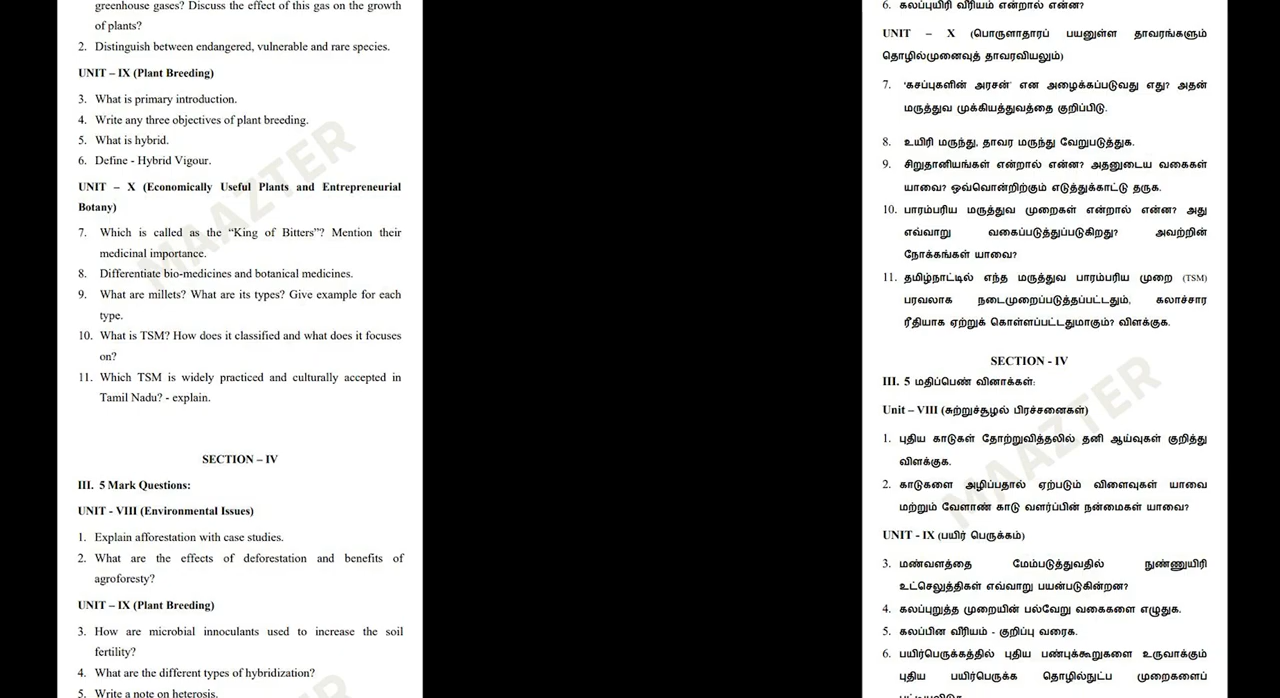 greenhouse gases? Discuss the effect of this gas on the growth
of plants?
2. Distinguish between endangered, vulnerable and rare species.
UNIT – IX (Plant Breeding)
3. What is primary introduction.
4. Write any three objectives of plant breeding.
5. What is hybrid.
6. Define - Hybrid Vigour.
UNIT – X (Economically Useful Plants and Entrepreneurial
Botany)
7. Which is called as the “King of Bitters”? Mention their
medicinal importance.
8. Differentiate bio-medicines and botanical medicines.
9. What are millets? What are its types? Give example for each
type.
10. What is TSM? How does it classified and what does it focuses
on?
11. Which TSM is widely practiced and culturally accepted in
Tamil Nadu? - explain.
SECTION – IV
III. 5 Mark Questions:
UNIT - VIII (Environmental Issues)
1. Explain afforestation with case studies.
2. What are the effects of deforestation and benefits of
agroforesty?
UNIT – IX (Plant Breeding)
3. How are microbial innoculants used to increase the soil
fertility?
4. What are the different types of hybridization?
5. Write a note on heterosis.
MAAZTER
6. கலப்புயிரி வீரியம் என்றால் என்ன?
UNIT – X (பொருளாதாரப் பயனுள்ள தாவரங்களும்
தொழில்முனைவுத் தாவரவியலும்)
7. ‘கசப்புகளின் அரசன்’ என அழைக்கப்படுவது எது? அதன்
மருத்துவ முக்கியத்துவத்தை குறிப்பிடு.
8. உயிரி மருந்து, தாவர மருந்து வேறுபடுத்துக.
9. சிறுதானியங்கள் என்றால் என்ன? அதனுடைய வகைகள்
யாவை? ஒவ்வொன்றிற்கும் எடுத்துக்காட்டு தருக.
10. பாரம்பரிய மருத்துவ முறைகள் என்றால் என்ன? அது
எவ்வாறு வகைப்படுத்துப்படுகிறது? அவற்றின்
நோக்கங்கள் யாவை?
11. தமிழ்நாட்டில் எந்த மருத்துவ பாரம்பரிய முறை (TSM)
பரவலாக நடைமுறைப்படுத்தப்பட்டதும், கலாச்சார
ரீதியாக ஏற்றுக் கொள்ளப்பட்டதுமாகும்? விளக்குக.
SECTION - IV
III. 5 மதிப்பெண் வினாக்கள்:
Unit – VIII (சுற்றுச்சூழல் பிரச்சனைகள்)
1. புதிய காடுகள் தோற்றுவித்தலில் தனி ஆய்வுகள் குறித்து
விளக்குக.
2. காடுகளை அழிப்பதால் ஏற்படும் விளைவுகள் யாவை
மற்றும் வேளாண் காடு வளர்ப்பின் நன்மைகள் யாவை?
UNIT - IX (பயிர் பெருக்கம்)
3. மண்வளத்தை மேம்படுத்துவதில் நுண்ணுயிரி
உட்செலுத்திகள் எவ்வாறு பயன்படுகின்றன?
4. கலப்புறுத்த முறையின் பல்வேறு வகைகளை எழுதுக.
5. கலப்பின வீரியம் - குறிப்பு வரைக.
6. பயிர்பெருக்கத்தில் புதிய பண்புக்கூறுகளை உருவாக்கும்
புதிய பயிர்பெருக்க தொழில்நுட்ப முறைகளைப்
MAAZTER